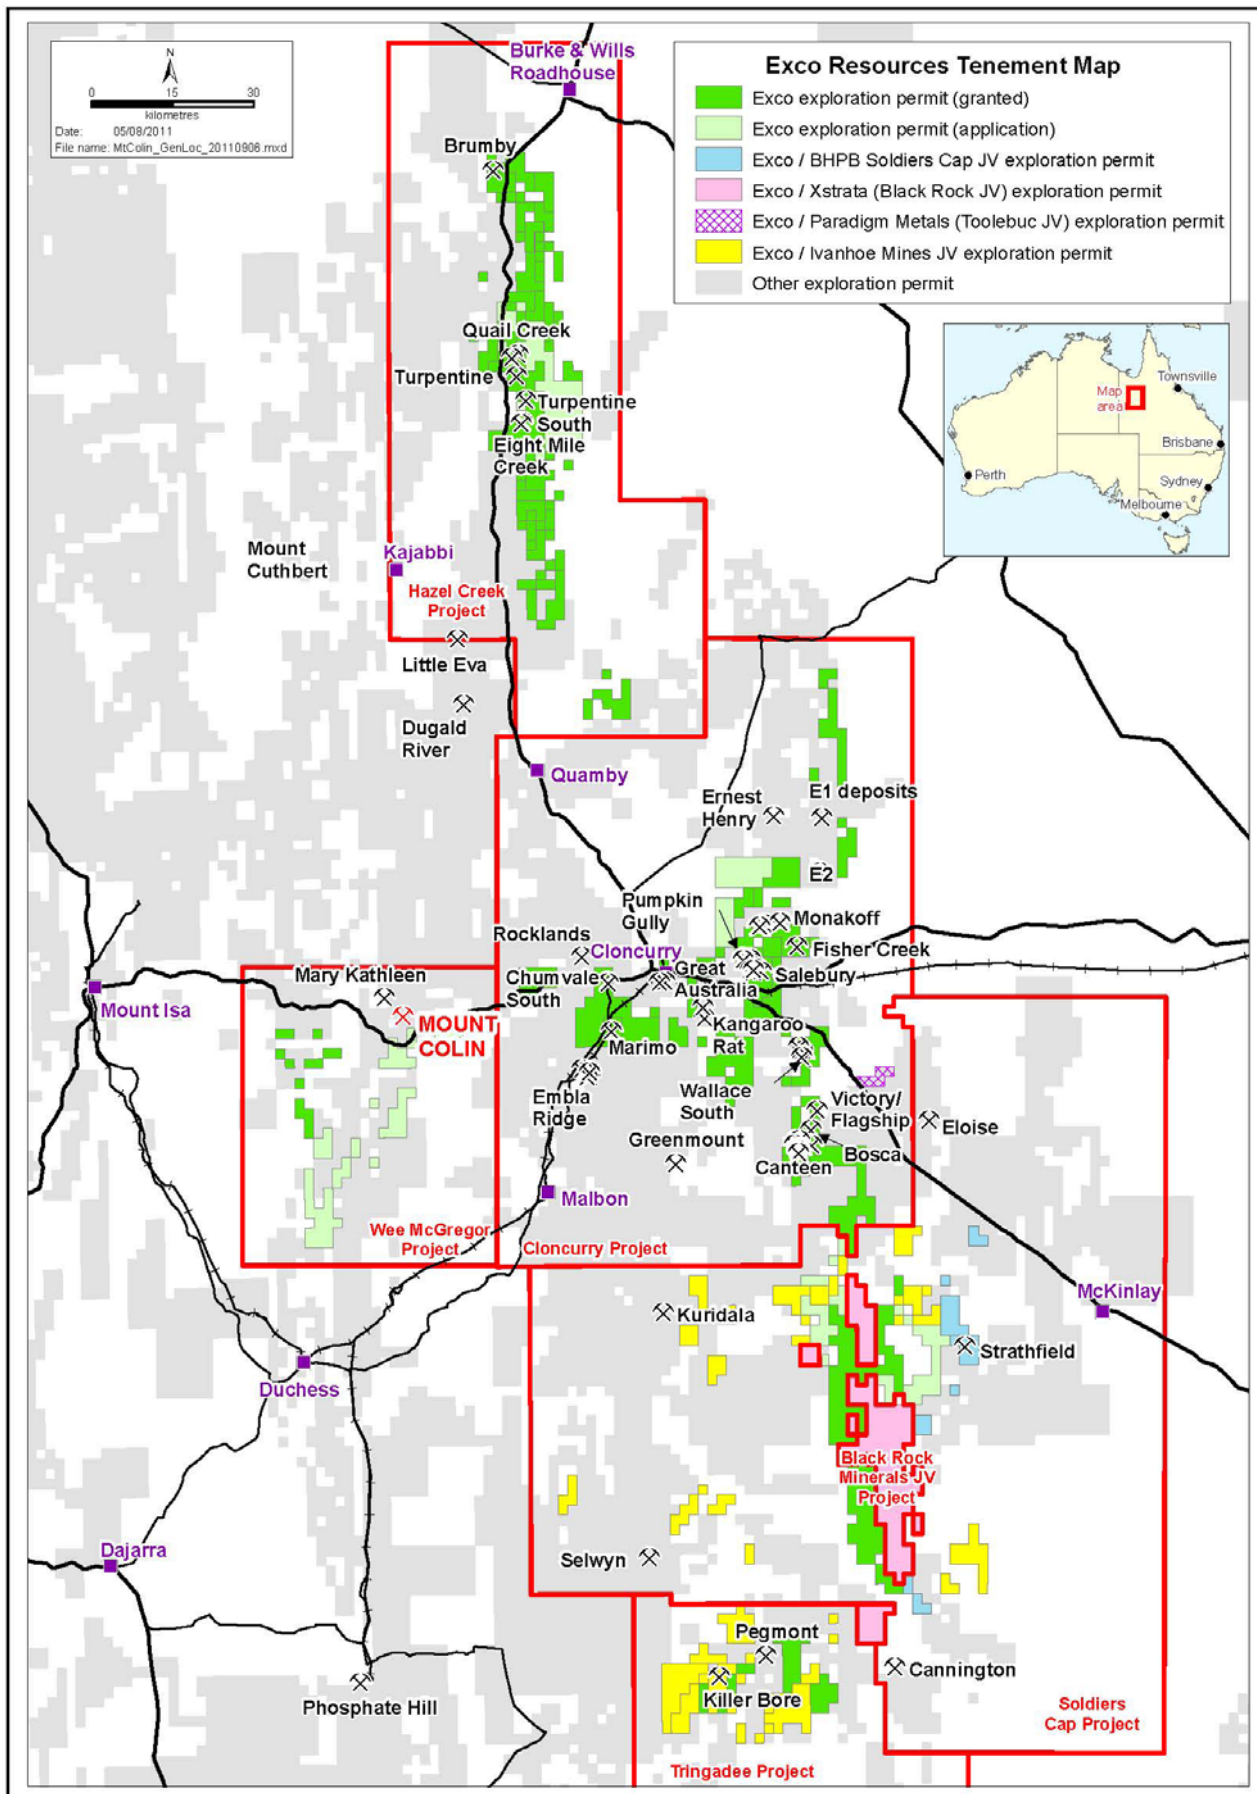 N
0
15
30
kilometres
Date: 05/08/2011
File name: MtColin_GenLoc_20110906.mxd
Burke & Wills
Roadhouse
Exco Resources Tenement Map
Exco exploration permit (granted)
Exco exploration permit (application)
Exco / BHPB Soldiers Cap JV exploration permit
Exco / Xstrata (Black Rock JV) exploration permit
Exco / Paradigm Metals (Toolebuc JV) exploration permit
Exco / Ivanhoe Mines JV exploration permit
Other exploration permit
Map
area
Townsville
Brisbane
Perth
Sydney
Melbourne
Brumby
Quail Creek
Turpentine
Turpentine
South
Eight Mile
Creek
Mount
Cuthbert
Kajabbi
Hazel Creek
Project
Little Eva
Dugald
River
Quamby
Ernest
Henry
E1 deposits
E2
Pumpkin
Gully
Monakoff
Rocklands
Cloncurry
Fisher Creek
Mary Kathleen
Chumvale
South
Great
Australia
Salebury
Mount Isa
MOUNT
COLIN
Marimo
Kangaroo
Rat
Embla
Ridge
Wallace
South
Victory/
Flagship
Eloise
Greenmount
Canteen
Bosca
Malbon
Wee McGregor
Project
Cloncurry Project
McKinlay
Kuridala
Strathfield
Duchess
Black Rock
Minerals JV
Project
Dajarra
Selwyn
Pegmont
Cannington
Killer Bore
Phosphate Hill
Soldiers
Cap Project
Tringadee Project